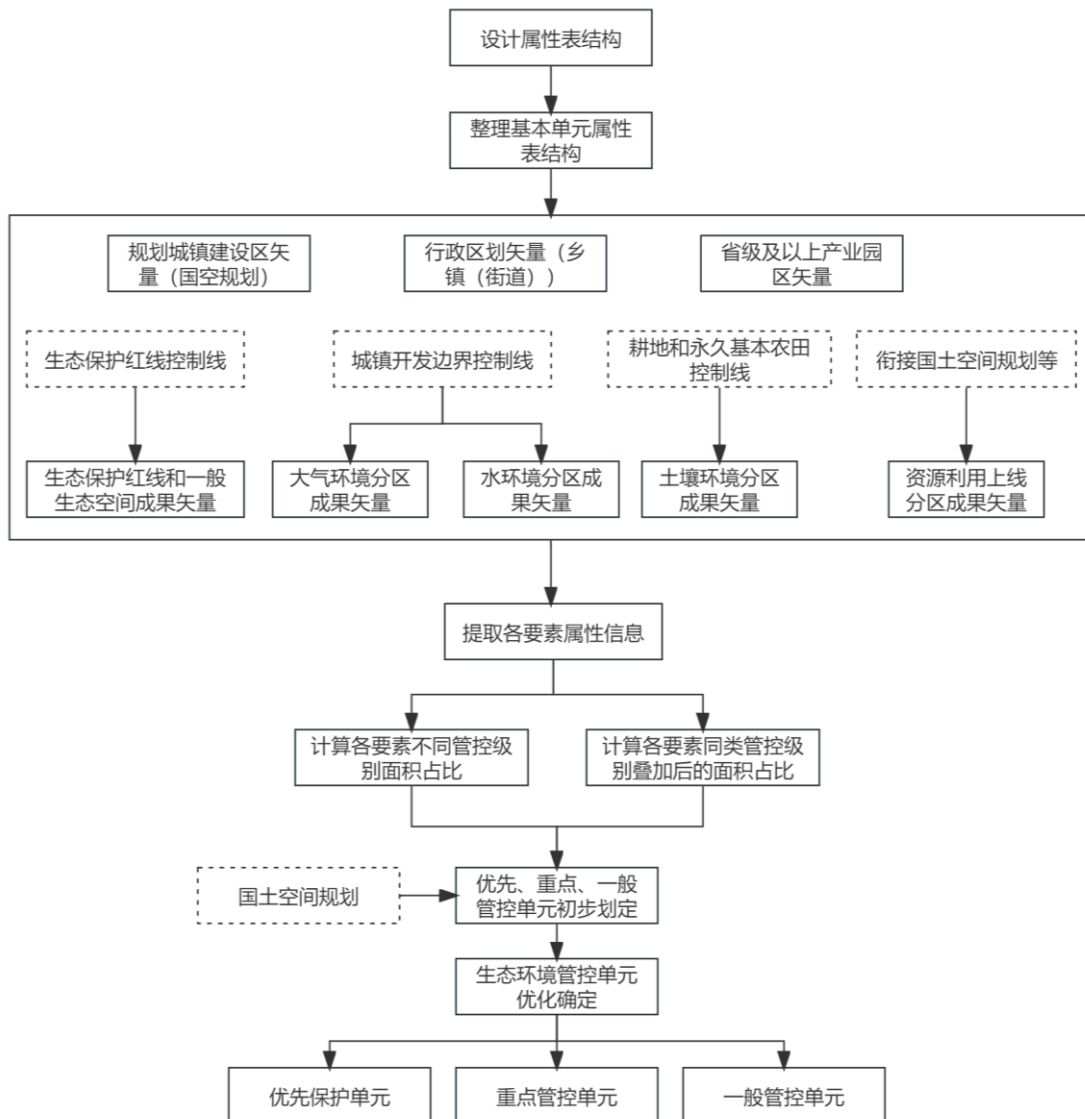 设计属性表结构
整理基本单元属性
表结构
规划城镇建设区矢
量（国空规划）
行政区划矢量（乡
镇（街道））
省级及以上产业园
区矢量
生态保护红线控制线
城镇开发边界控制线
耕地和永久基本农田
控制线
衔接国土空间规划等
生态保护红线和一般
生态空间成果矢量
大气环境分区
成果矢量
水环境分区成
果矢量
土壤环境分区
成果矢量
资源利用上线
分区成果矢量
提取各要素属性信息
计算各要素不同管控级
别面积占比
计算各要素同类管控级
别叠加后的面积占比
国土空间规划
优先、重点、一般
管控单元初步划定
生态环境管控单元
优化确定
优先保护单元
重点管控单元
一般管控单元